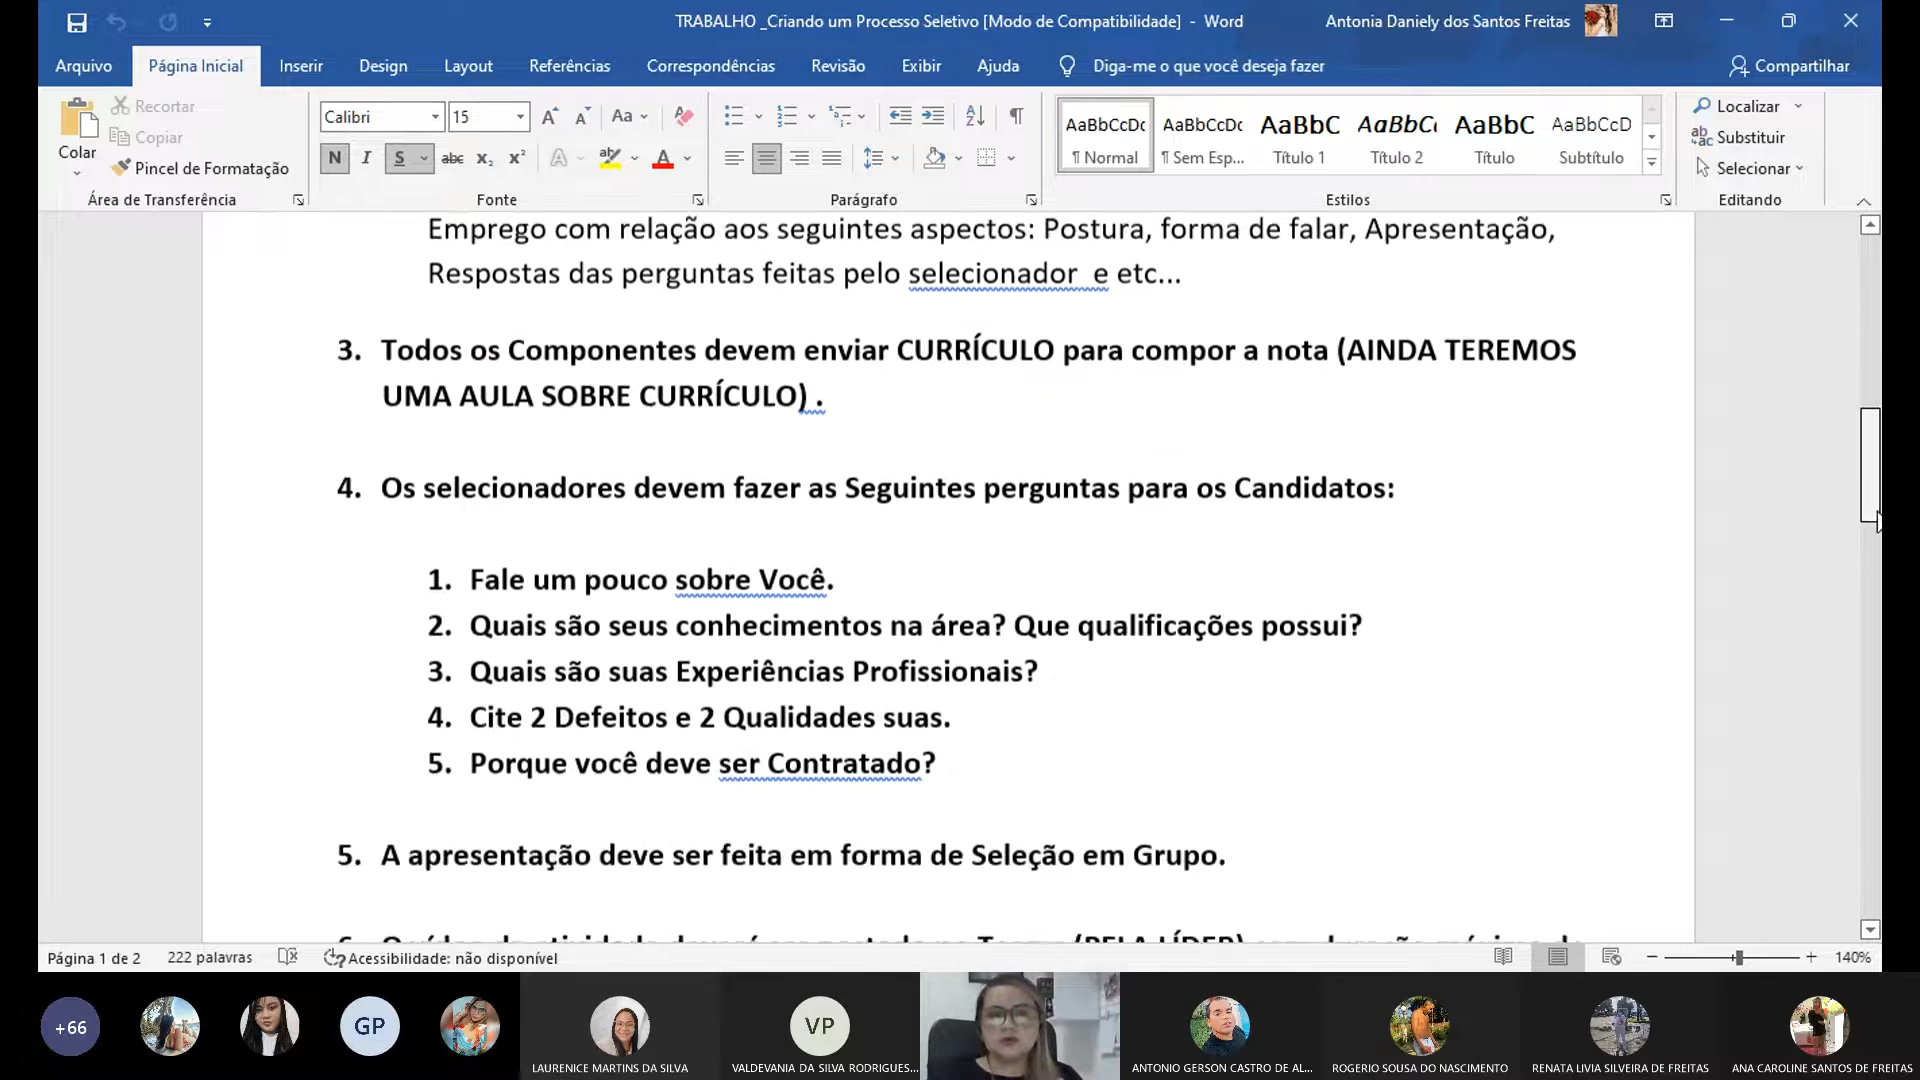 TRABALHO _Criando um Processo Seletivo [Modo de Compatibilidade] - Word
Antonia Daniely dos Santos Freitas
Arquivo
Página Inicial
Inserir
Design
Layout
Referências
Correspondências
Revisão
Exibir
Ajuda
Diga-me o que você deseja fazer
Compartilhar
Colar
Recortar
Copiar
Pincel de Formatação
Área de Transferência
Calibri
15
Aa
N I S abc x₂ x²
Fonte
Parágrafo
AaBbCcDc
¶ Normal
AaBbCcDc
¶ Sem Esp...
AaBbC
Título 1
AaBbC
Título 2
AaBbC
Título
AaBbCcD
Subtítulo
Estilos
Localizar
Substituir
Selecionar
Editando
Emprego com relação aos seguintes aspectos: Postura, forma de falar, Apresentação,
Respostas das perguntas feitas pelo selecionador e etc...
3. Todos os Componentes devem enviar CURRÍCULO para compor a nota (AINDA TEREMOS
UMA AULA SOBRE CURRÍCULO) .
4. Os selecionadores devem fazer as Seguintes perguntas para os Candidatos:
1. Fale um pouco sobre Você.
2. Quais são seus conhecimentos na área? Que qualificações possui?
3. Quais são suas Experiências Profissionais?
4. Cite 2 Defeitos e 2 Qualidades suas.
5. Porque você deve ser Contratado?
5. A apresentação deve ser feita em forma de Seleção em Grupo.
(PELA LÍDER)
Página 1 de 2
222 palavras
Acessibilidade: não disponível
140%
+66
GP
LAURENICE MARTINS DA SILVA
VP
VALDEVANIA DA SILVA RODRIGUES...
ANTONIO GERSON CASTRO DE AL...
ROGERIO SOUSA DO NASCIMENTO
RENATA LIVIA SILVEIRA DE FREITAS
ANA CAROLINE SANTOS DE FREITAS